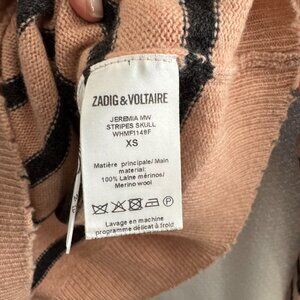 ZADIG & VOLTAIRE
JEREMIA MW
STRIPES SKULL
WHMF1149F
XS
Matière principale/Main
material:
100% Laine mérinos/
Merino wool
Lavage en machine
programme délicat à froid